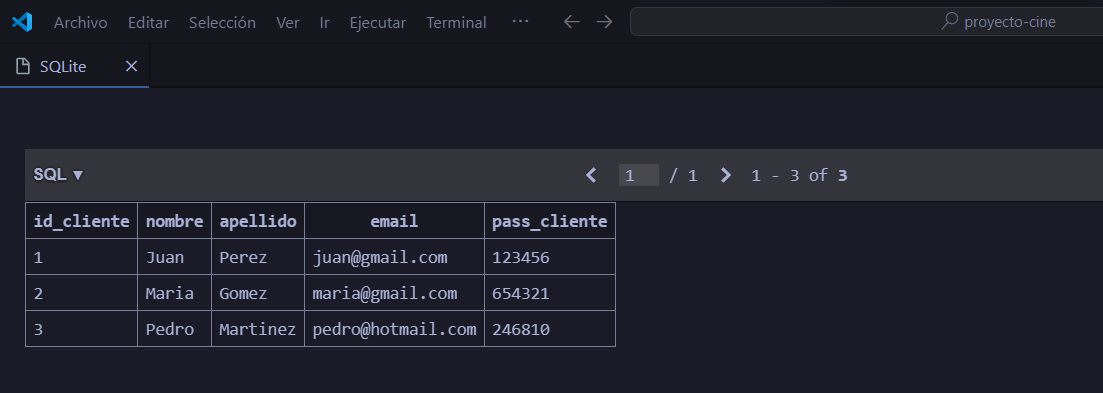 Archivo Editar Selección Ver Ir Ejecutar Terminal ··· proyecto-cine
SQLite
SQL ▼ 1 / 1 1 - 3 of 3
id_cliente nombre apellido email pass_cliente
1 Juan Perez juan@gmail.com 123456
2 Maria Gomez maria@gmail.com 654321
3 Pedro Martinez pedro@hotmail.com 246810